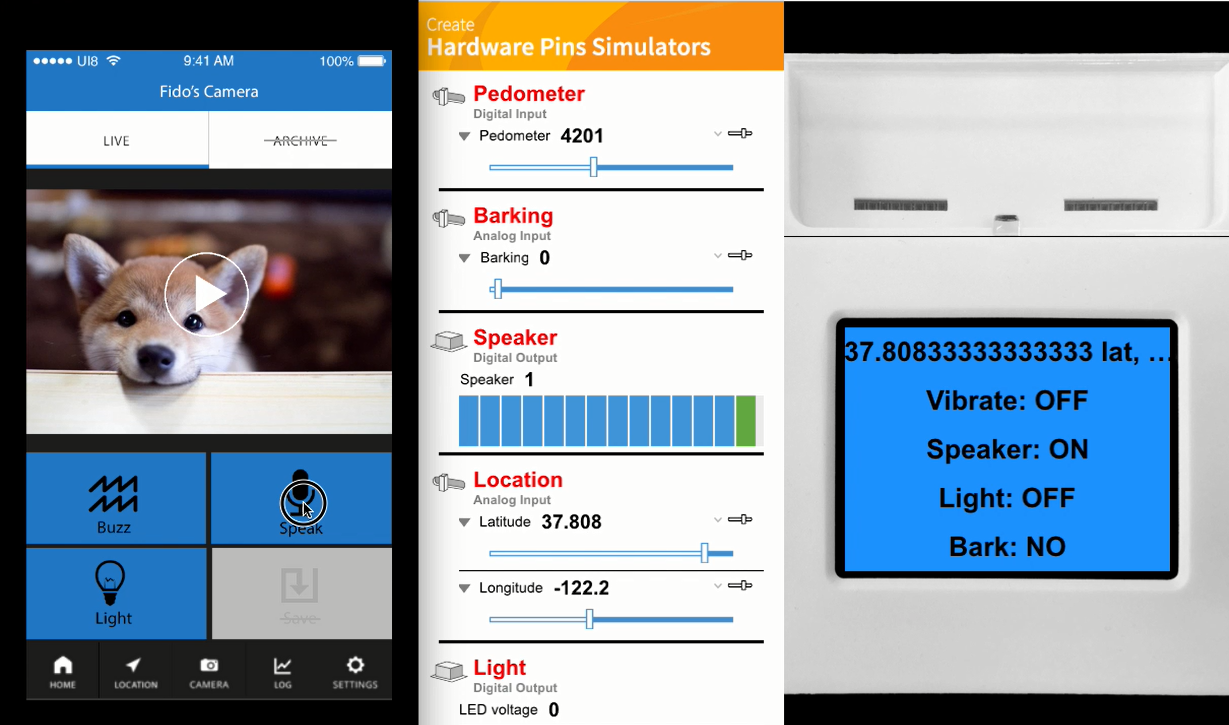 ●●●●● UI8
9:41 AM
100%
Fido's Camera
LIVE
ARCHIVE
Buzz
Speak
Light
Save
HOME
LOCATION
CAMERA
LOG
SETTINGS
Create
Hardware Pins Simulators
Pedometer
Digital Input
Pedometer 4201
Barking
Analog Input
Barking 0
Speaker
Digital Output
Speaker 1
Location
Analog Input
Latitude 37.808
Longitude -122.2
Light
Digital Output
LED voltage 0
37.80833333333333 lat, ...
Vibrate: OFF
Speaker: ON
Light: OFF
Bark: NO